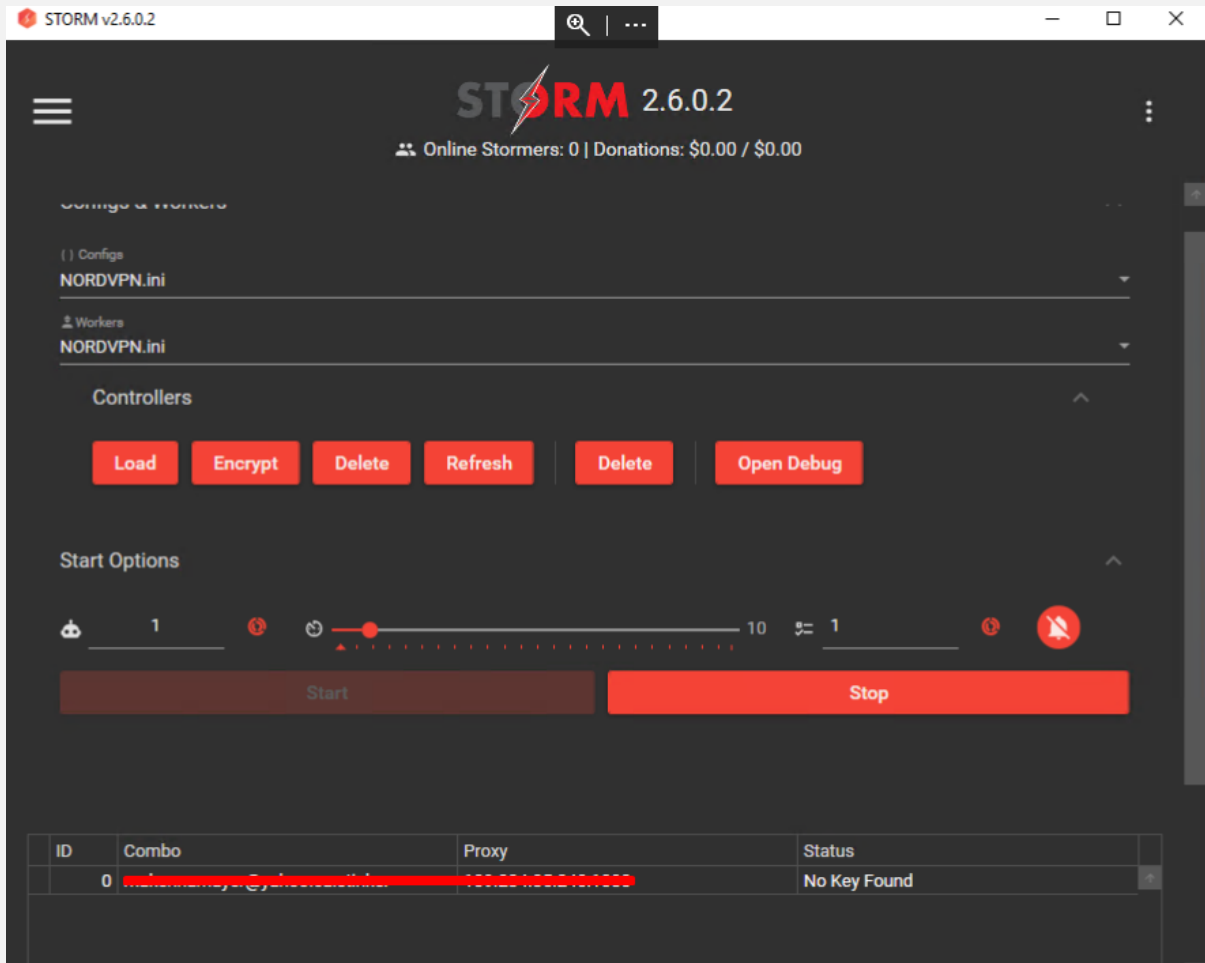 STORM v2.6.0.2
STORM 2.6.0.2
Online Stormers: 0 | Donations: $0.00 / $0.00
Configs & Workers
Configs
NORDVPN.ini
Workers
NORDVPN.ini
Controllers
Load Encrypt Delete Refresh Delete Open Debug
Start Options
1 10 1
Start Stop
ID Combo Proxy Status
0 No Key Found